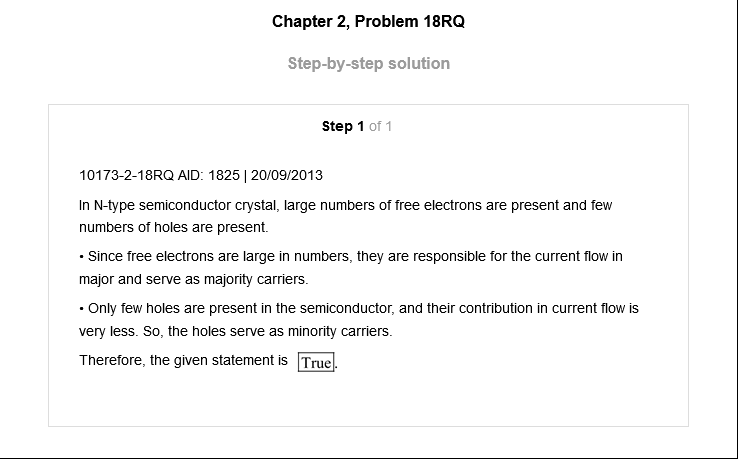 Chapter 2, Problem 18RQ
Step-by-step solution
Step 1 of 1
10173-2-18RQ AID: 1825 | 20/09/2013
In N-type semiconductor crystal, large numbers of free electrons are present and few
numbers of holes are present.
• Since free electrons are large in numbers, they are responsible for the current flow in
major and serve as majority carriers.
• Only few holes are present in the semiconductor, and their contribution in current flow is
very less. So, the holes serve as minority carriers.
Therefore, the given statement is True.